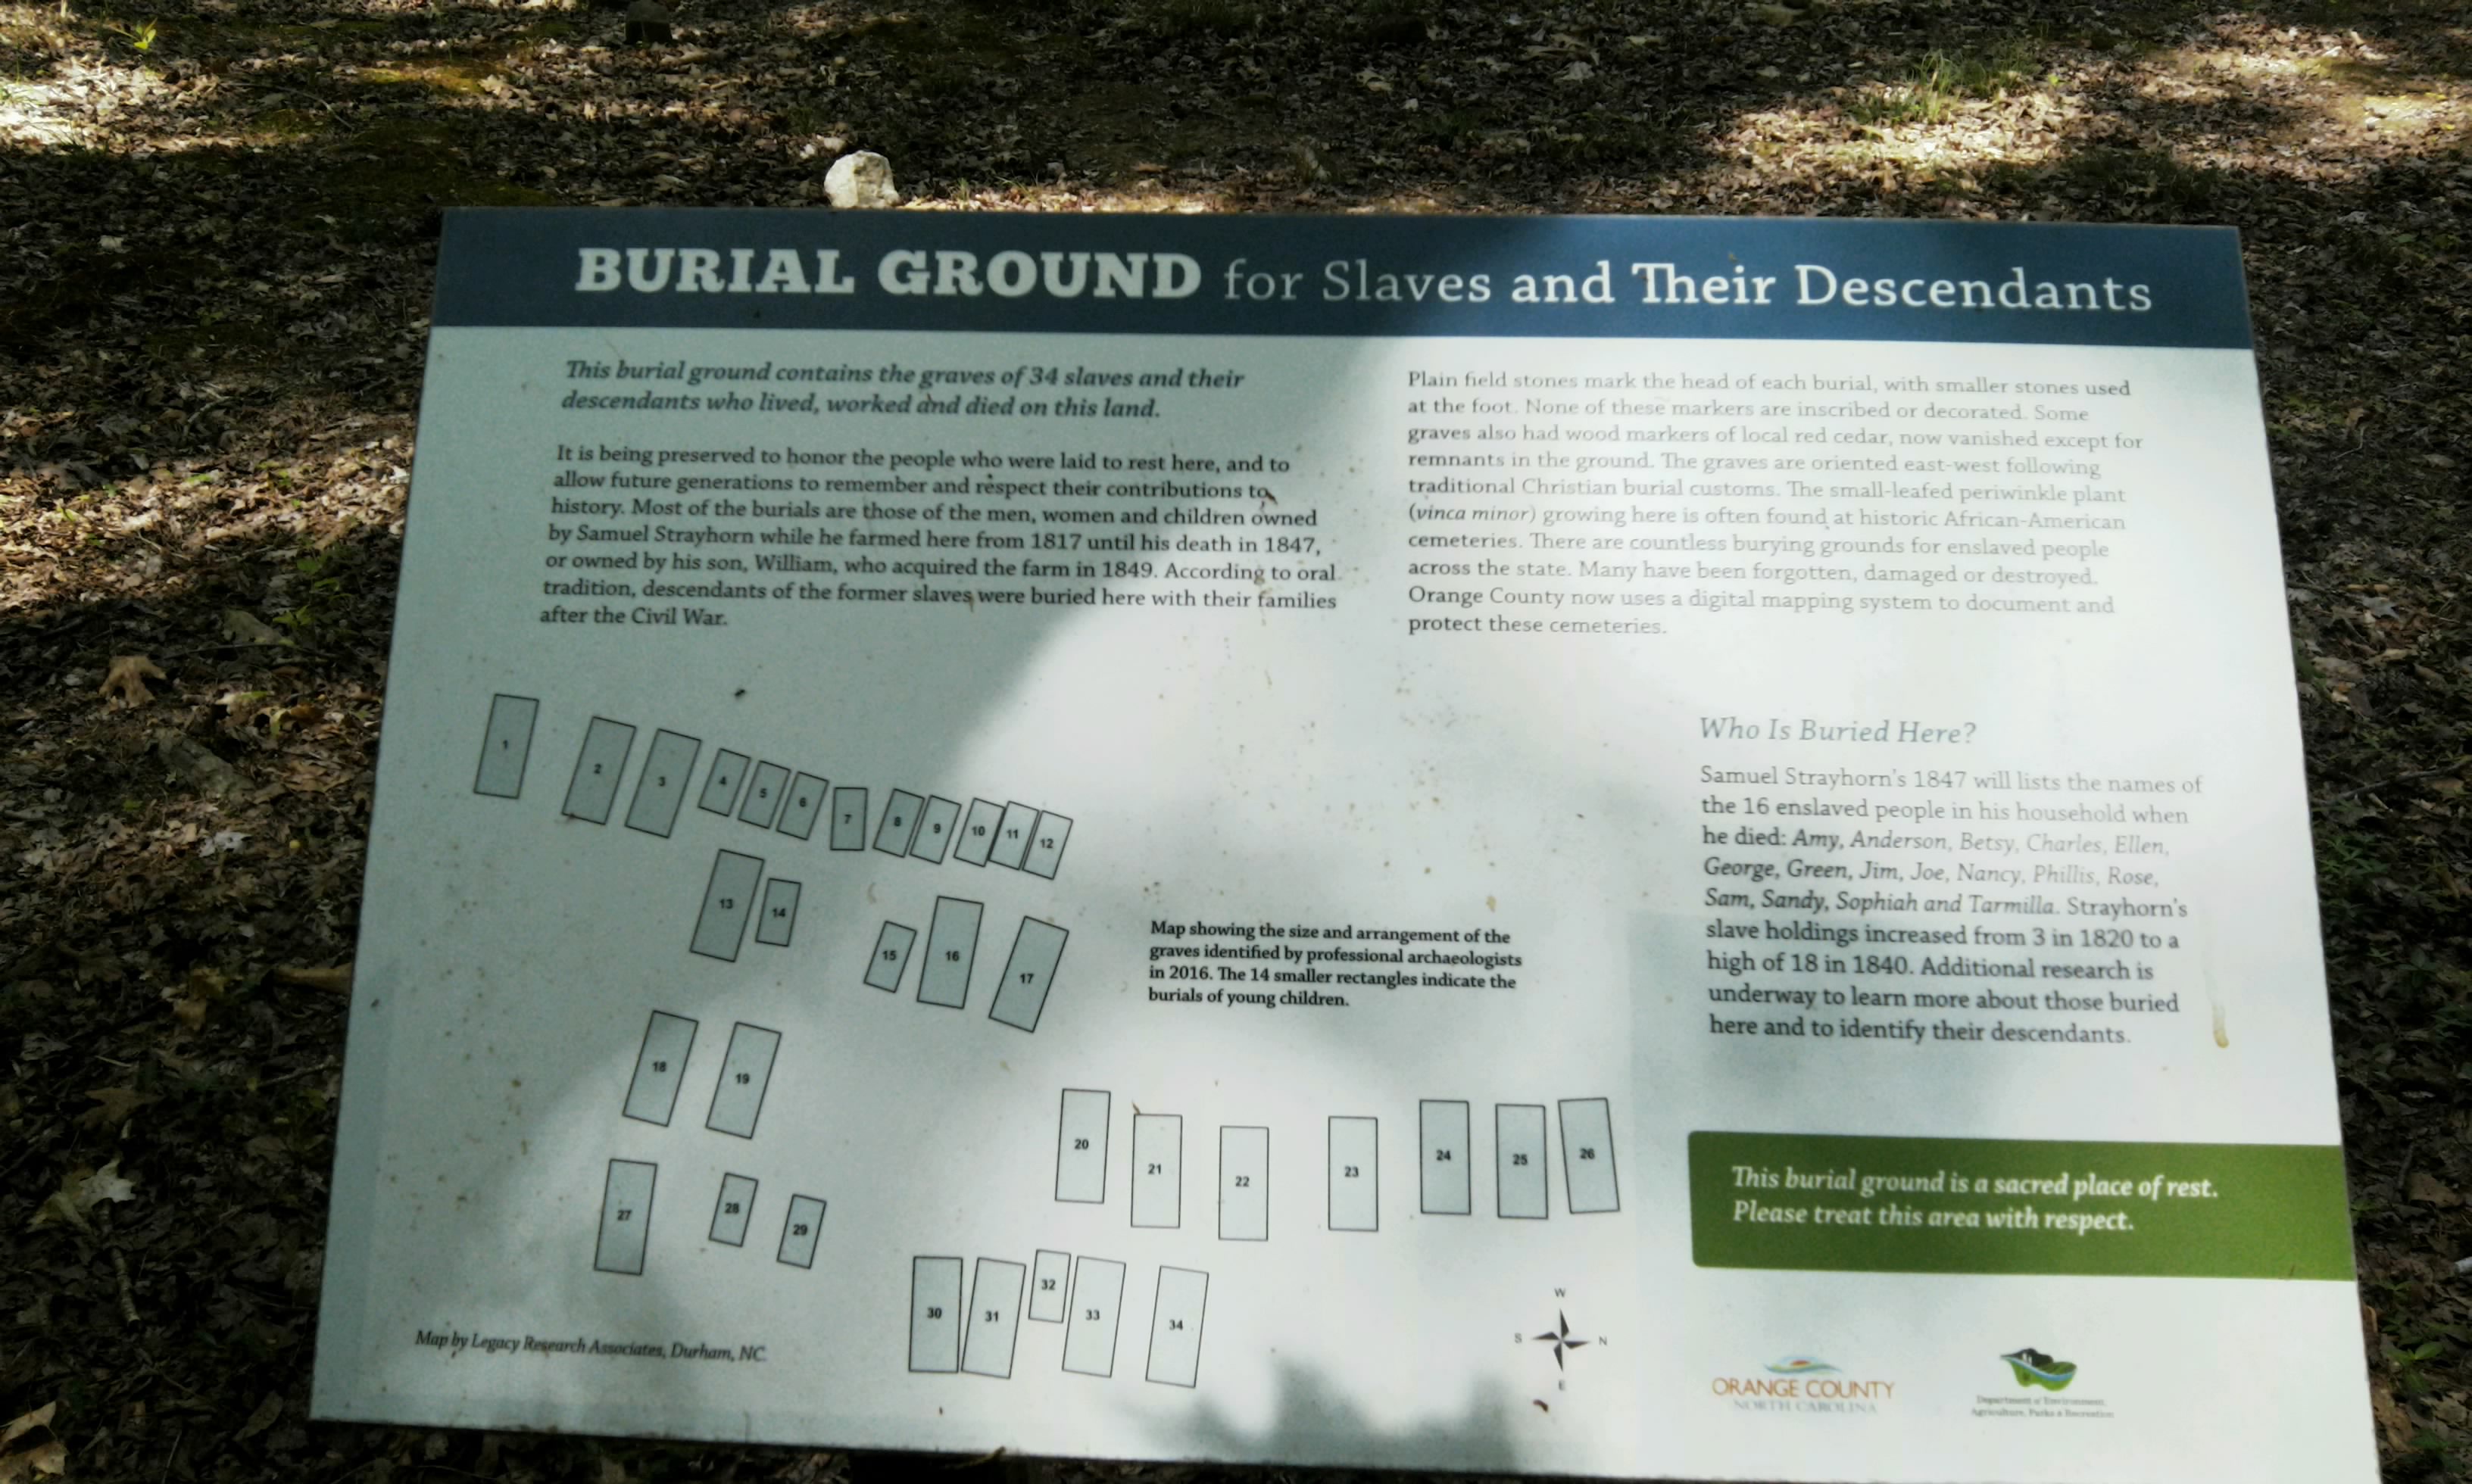 BURIAL GROUND for Slaves and Their Descendants
This burial ground contains the graves of 34 slaves and their
descendants who lived, worked and died on this land.
It is being preserved to honor the people who were laid to rest here, and to
allow future generations to remember and respect their contributions to
history. Most of the burials are those of the men, women and children owned
by Samuel Strayhorn while he farmed here from 1817 until his death in 1847,
or owned by his son, William, who acquired the farm in 1849. According to oral
tradition, descendants of the former slaves were buried here with their families
after the Civil War.
Plain field stones mark the head of each burial, with smaller stones used
at the foot. None of these markers are inscribed or decorated. Some
graves also had wood markers of local red cedar, now vanished except for
remnants in the ground. The graves are oriented east-west following
traditional Christian burial customs. The small-leafed periwinkle plant
(vinca minor) growing here is often found at historic African-American
cemeteries. There are countless burying grounds for enslaved people
across the state. Many have been forgotten, damaged or destroyed.
Orange County now uses a digital mapping system to document and
protect these cemeteries.
1
2
3
4
5
6
7
8
9
10
11
12
13
14
15
16
17
Map showing the size and arrangement of the
graves identified by professional archaeologists
in 2016. The 14 smaller rectangles indicate the
burials of young children.
18
19
20
21
22
23
24
25
26
27
28
29
30
31
32
33
34
Map by Legacy Research Associates, Durham, NC.
W
S
N
E
Who Is Buried Here?
Samuel Strayhorn's 1847 will lists the names of
the 16 enslaved people in his household when
he died: Amy, Anderson, Betsy, Charles, Ellen,
George, Green, Jim, Joe, Nancy, Phillis, Rose,
Sam, Sandy, Sophiah and Tarmilla. Strayhorn's
slave holdings increased from 3 in 1820 to a
high of 18 in 1840. Additional research is
underway to learn more about those buried
here and to identify their descendants.
This burial ground is a sacred place of rest.
Please treat this area with respect.
ORANGE COUNTY
NORTH CAROLINA
Department of Environment,
Agriculture, Parks & Recreation